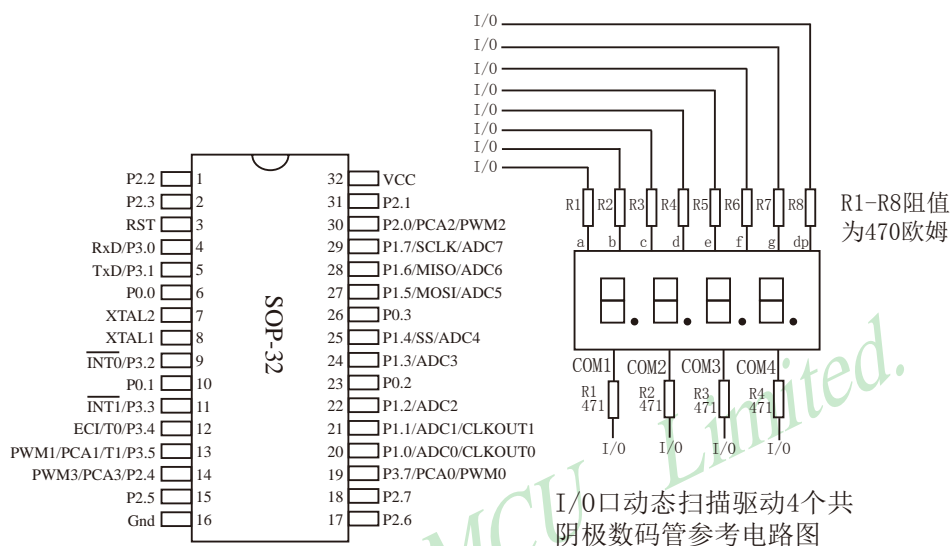 P2.2 1
P2.3 2
RST 3
RxD/P3.0 4
TxD/P3.1 5
P0.0 6
XTAL2 7
XTAL1 8
INT0/P3.2 9
P0.1 10
INT1/P3.3 11
ECI/T0/P3.4 12
PWM1/PCA1/T1/P3.5 13
PWM3/PCA3/P2.4 14
P2.5 15
Gnd 16
SOP-32
32 VCC
31 P2.1
30 P2.0/PCA2/PWM2
29 P1.7/SCLK/ADC7
28 P1.6/MISO/ADC6
27 P1.5/MOSI/ADC5
26 P0.3
25 P1.4/SS/ADC4
24 P1.3/ADC3
23 P0.2
22 P1.2/ADC2
21 P1.1/ADC1/CLKOUT1
20 P1.0/ADC0/CLKOUT0
19 P3.7/PCA0/PWM0
18 P2.7
17 P2.6
I/O
I/O
I/O
I/O
I/O
I/O
I/O
I/O
R1 R2 R3 R4 R5 R6 R7 R8
a b c d e f g dp
R1-R8阻值
为470欧姆
COM1 COM2 COM3 COM4
R1 R2 R3 R4
471 471 471 471
I/O I/O I/O I/O
I/O口动态扫描驱动4个共
阴极数码管参考电路图
MCU Limited.